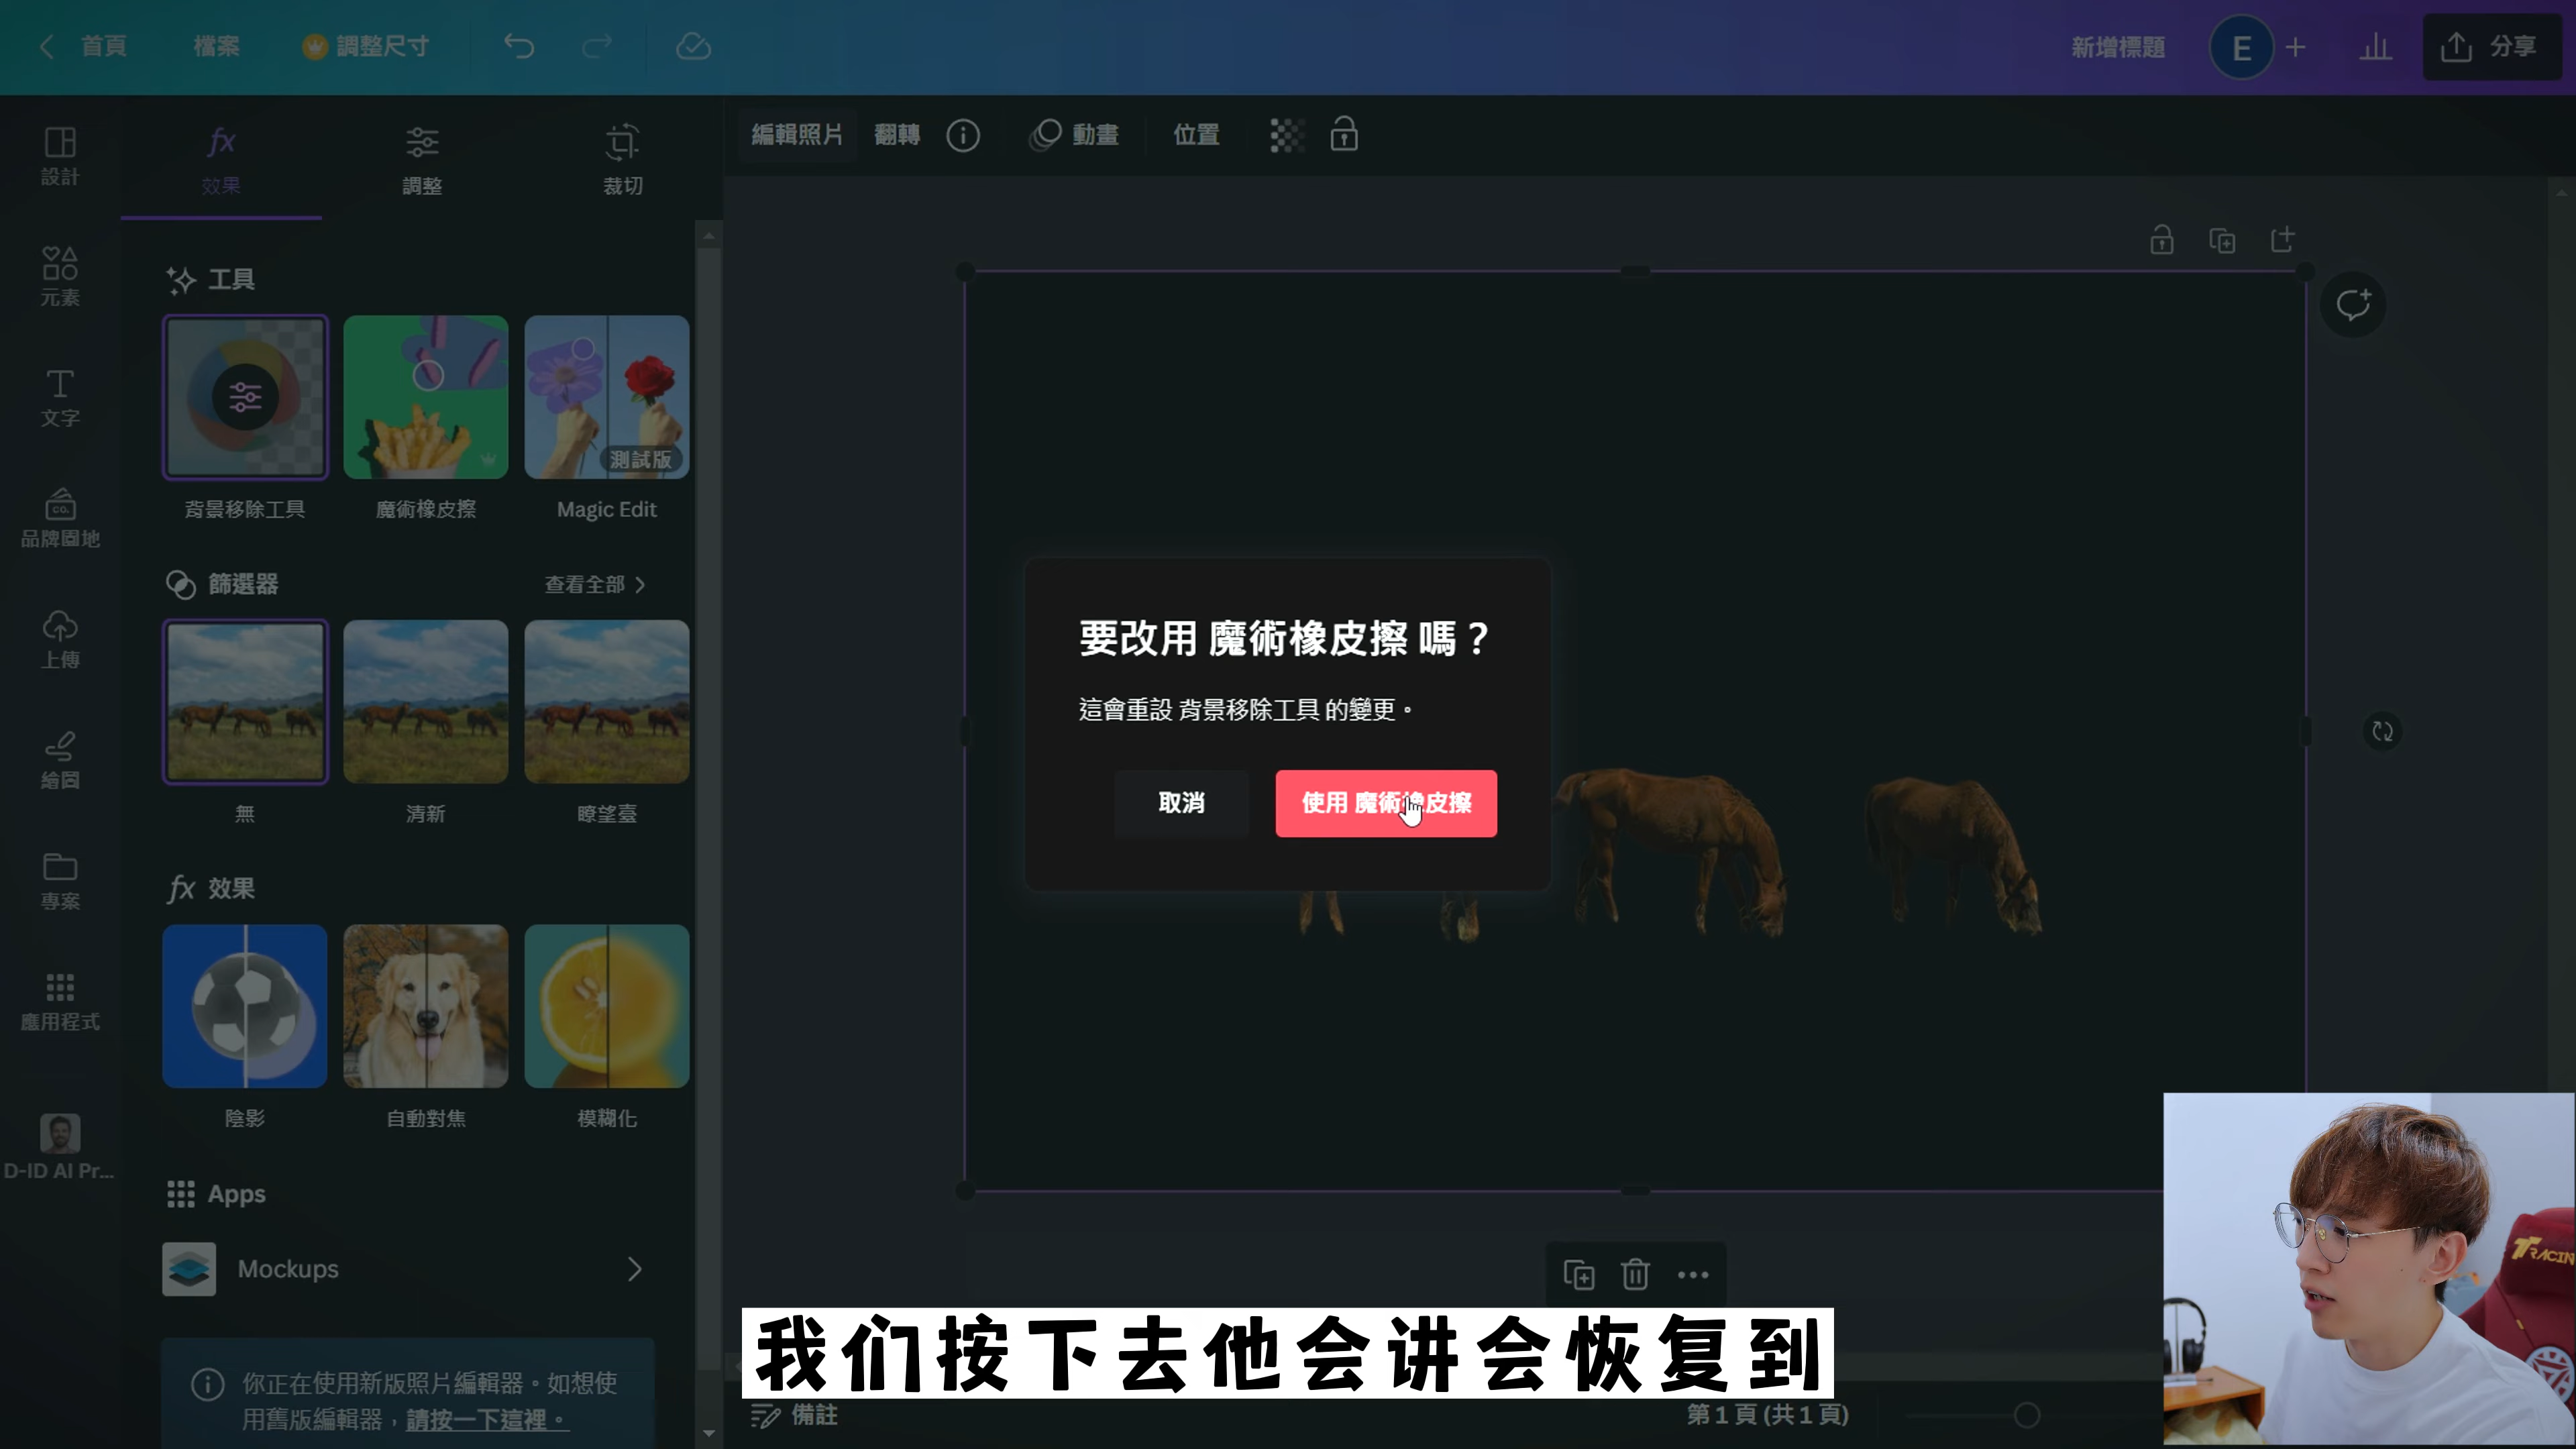 首頁
檔案
調整尺寸
新增標題
E
分享
設計
元素
文字
品牌園地
CO.
上傳
繪圖
專案
應用程式
D-ID AI Pr...
效果
調整
裁切
工具
背景移除工具
魔術橡皮擦
測試版
Magic Edit
篩選器
查看全部
無
清新
瞭望臺
fx 效果
陰影
自動對焦
模糊化
Apps
Mockups
你正在使用新版照片編輯器。如想使
用舊版編輯器，請按一下這裡。
編輯照片
翻轉
動畫
位置
要改用 魔術橡皮擦 嗎？
這會重設 背景移除工具 的變更。
取消
使用 魔術橡皮擦
我们按下去他会讲会恢复到
備註
第 1 頁 (共 1 頁)
TTRACIN